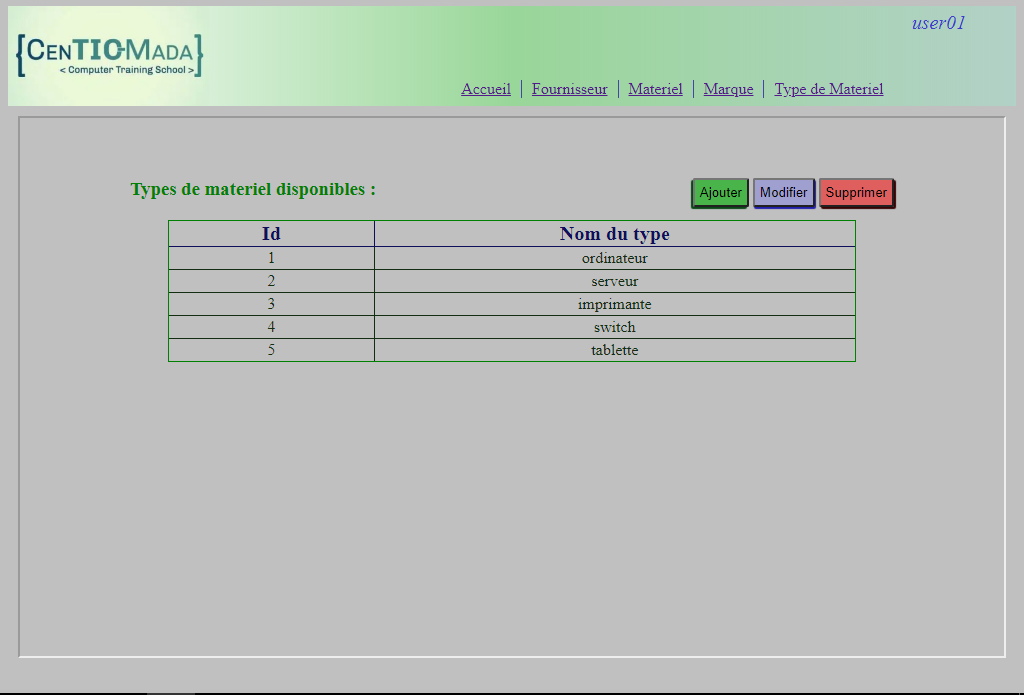 user01
{CENTIC-MADA}
< Computer Training School >
Accueil | Fournisseur | Materiel | Marque | Type de Materiel
Types de materiel disponibles :
Ajouter Modifier Supprimer
Id Nom du type
1 ordinateur
2 serveur
3 imprimante
4 switch
5 tablette